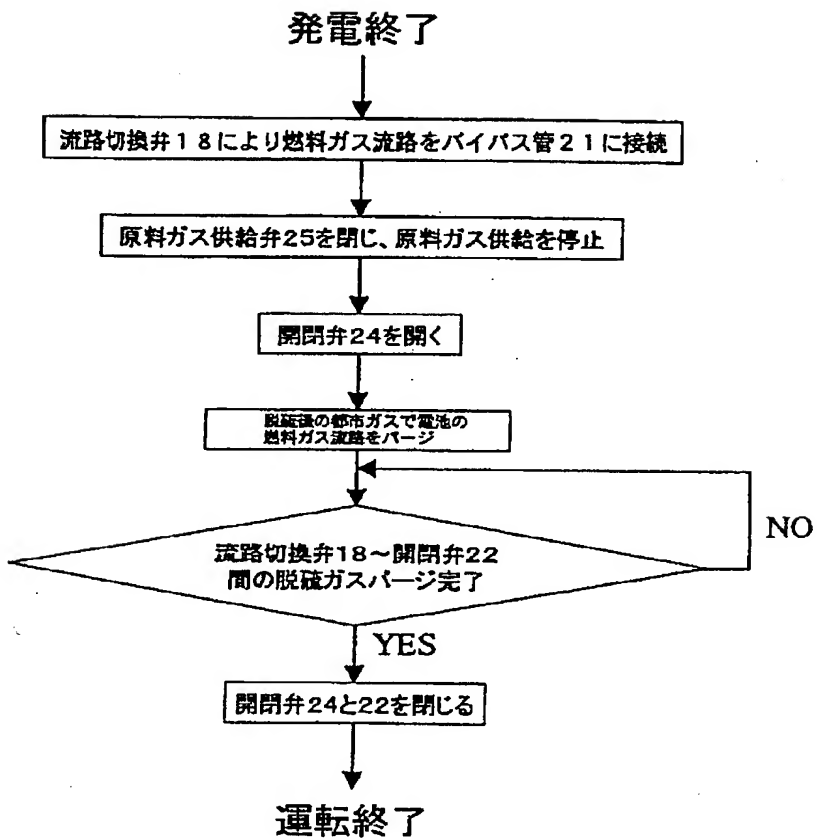 発電終了
流路切換弁18により燃料ガス流路をバイパス管21に接続
原料ガス供給弁25を閉じ、原料ガス供給を停止
開閉弁24を開く
脱硫後の都市ガスで電池の
燃料ガス流路をパージ
NO
流路切換弁18～開閉弁22
間の脱硫ガスパージ完了
YES
開閉弁24と22を閉じる
運転終了